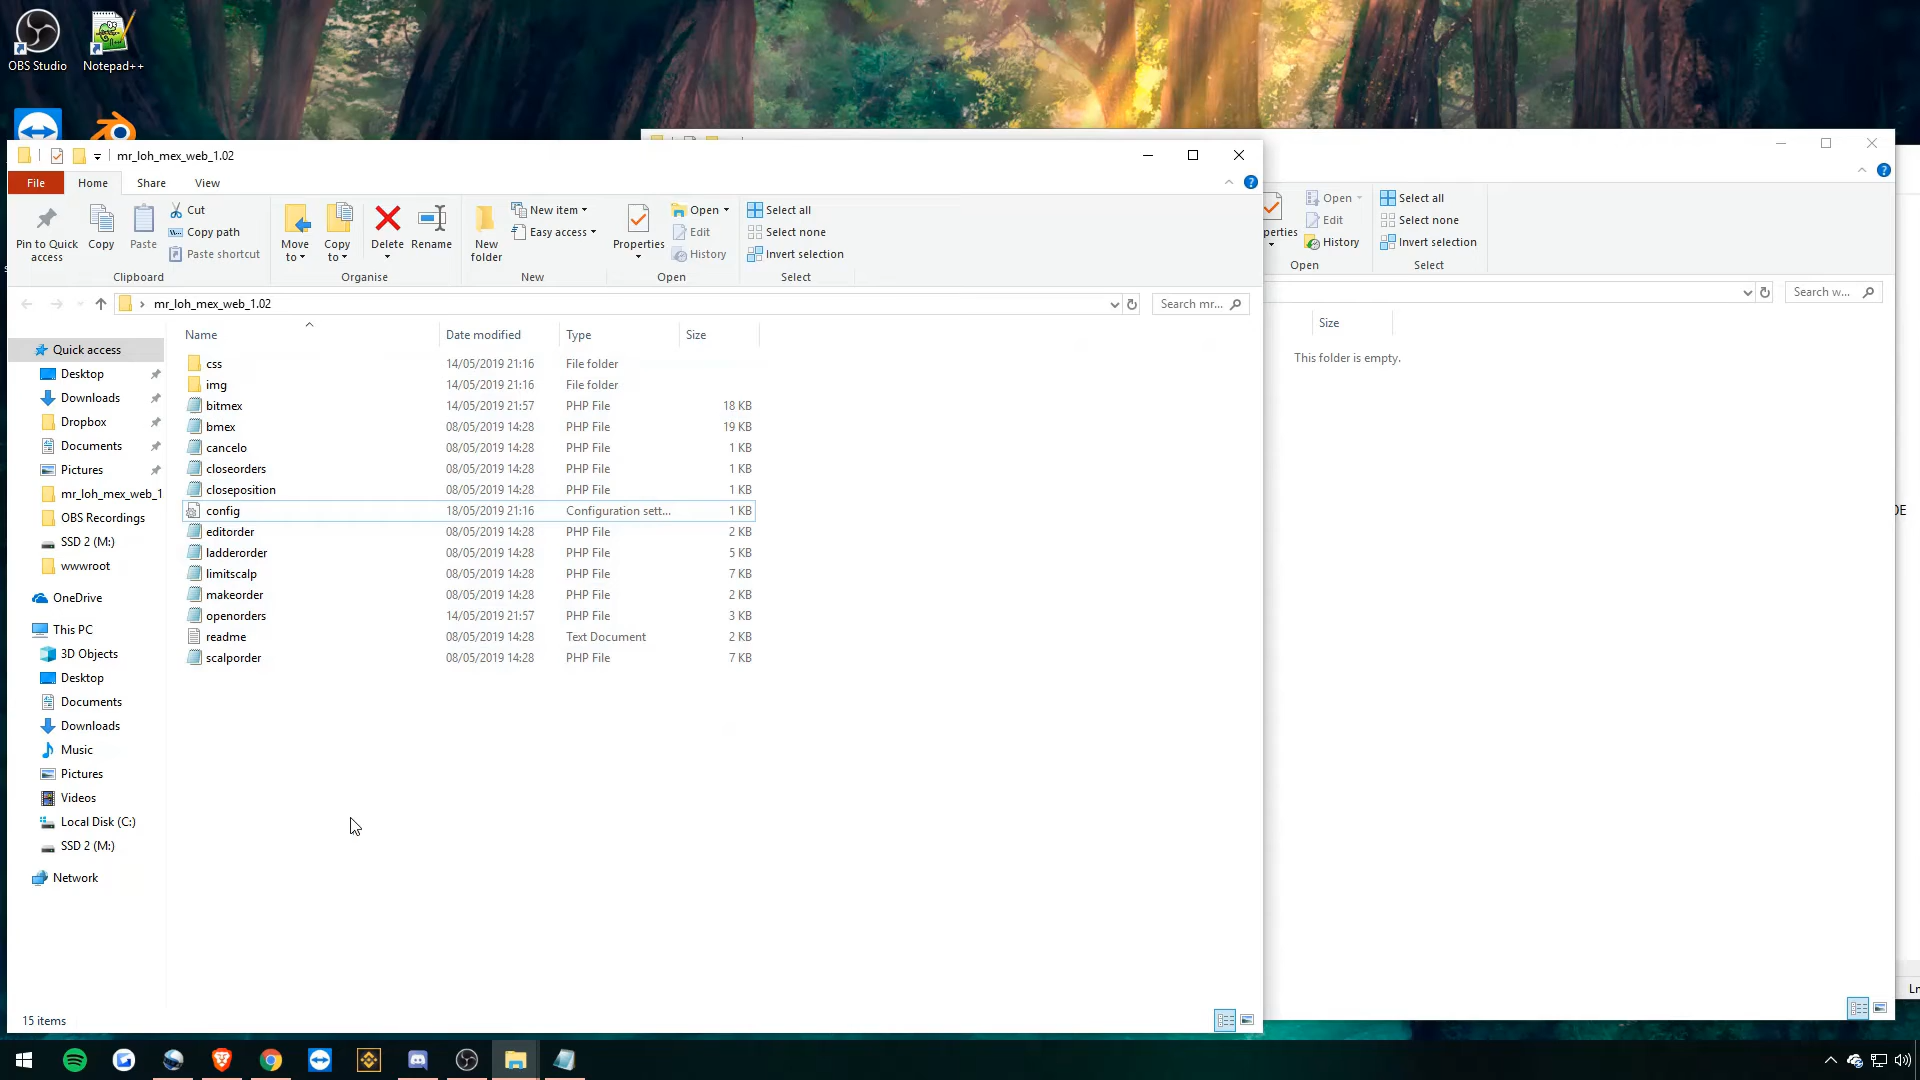 OBS Studio
Notepad++
mr_loh_mex_web_1.02
File
Home
Share
View
Pin to Quick access
Copy
Paste
Cut
Copy path
Paste shortcut
Clipboard
Move to
Copy to
Delete
Rename
Organise
New folder
New item
Easy access
New
Properties
Open
Edit
History
Open
Select all
Select none
Invert selection
Select
perties
Open
Edit
History
Open
Select all
Select none
Invert selection
Select
mr_loh_mex_web_1.02
Search mr...
Search w...
Name
Date modified
Type
Size
Size
This folder is empty.
Quick access
Desktop
Downloads
Dropbox
Documents
Pictures
mr_loh_mex_web_1
OBS Recordings
SSD 2 (M:)
wwwroot
OneDrive
This PC
3D Objects
Desktop
Documents
Downloads
Music
Pictures
Videos
Local Disk (C:)
SSD 2 (M:)
Network
css 14/05/2019 21:16 File folder
img 14/05/2019 21:16 File folder
bitmex 14/05/2019 21:57 PHP File 18 KB
bmex 08/05/2019 14:28 PHP File 19 KB
cancelo 08/05/2019 14:28 PHP File 1 KB
closeorders 08/05/2019 14:28 PHP File 1 KB
closeposition 08/05/2019 14:28 PHP File 1 KB
config 18/05/2019 21:16 Configuration sett... 1 KB
editorder 08/05/2019 14:28 PHP File 2 KB
ladderorder 08/05/2019 14:28 PHP File 5 KB
limitscalp 08/05/2019 14:28 PHP File 7 KB
makeorder 08/05/2019 14:28 PHP File 2 KB
openorders 14/05/2019 21:57 PHP File 3 KB
readme 08/05/2019 14:28 Text Document 2 KB
scalporder 08/05/2019 14:28 PHP File 7 KB
15 items